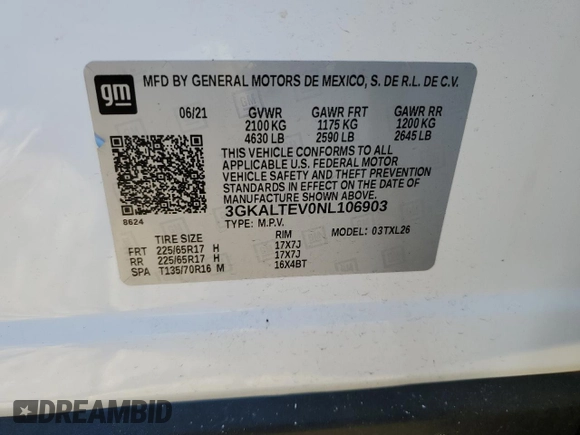 gm
MFD BY GENERAL MOTORS DE MEXICO, S. DE R.L. DE C.V.
06/21 GVWR GAWR FRT GAWR RR
2100 KG 1175 KG 1200 KG
4630 LB 2590 LB 2645 LB
THIS VEHICLE CONFORMS TO ALL
APPLICABLE U.S. FEDERAL MOTOR
VEHICLE SAFETY AND THEFT PREVENTION
STANDARDS IN EFFECT ON THE DATE OF
MANUFACTURE SHOWN ABOVE.
3GKALTEV0NL106903
8624
TYPE: M.P.V.
MODEL: 03TXL26
TIRE SIZE RIM
FRT 225/65R17 H 17X7J
RR 225/65R17 H 17X7J
SPA T135/70R16 M 16X4BT
DREAMBID